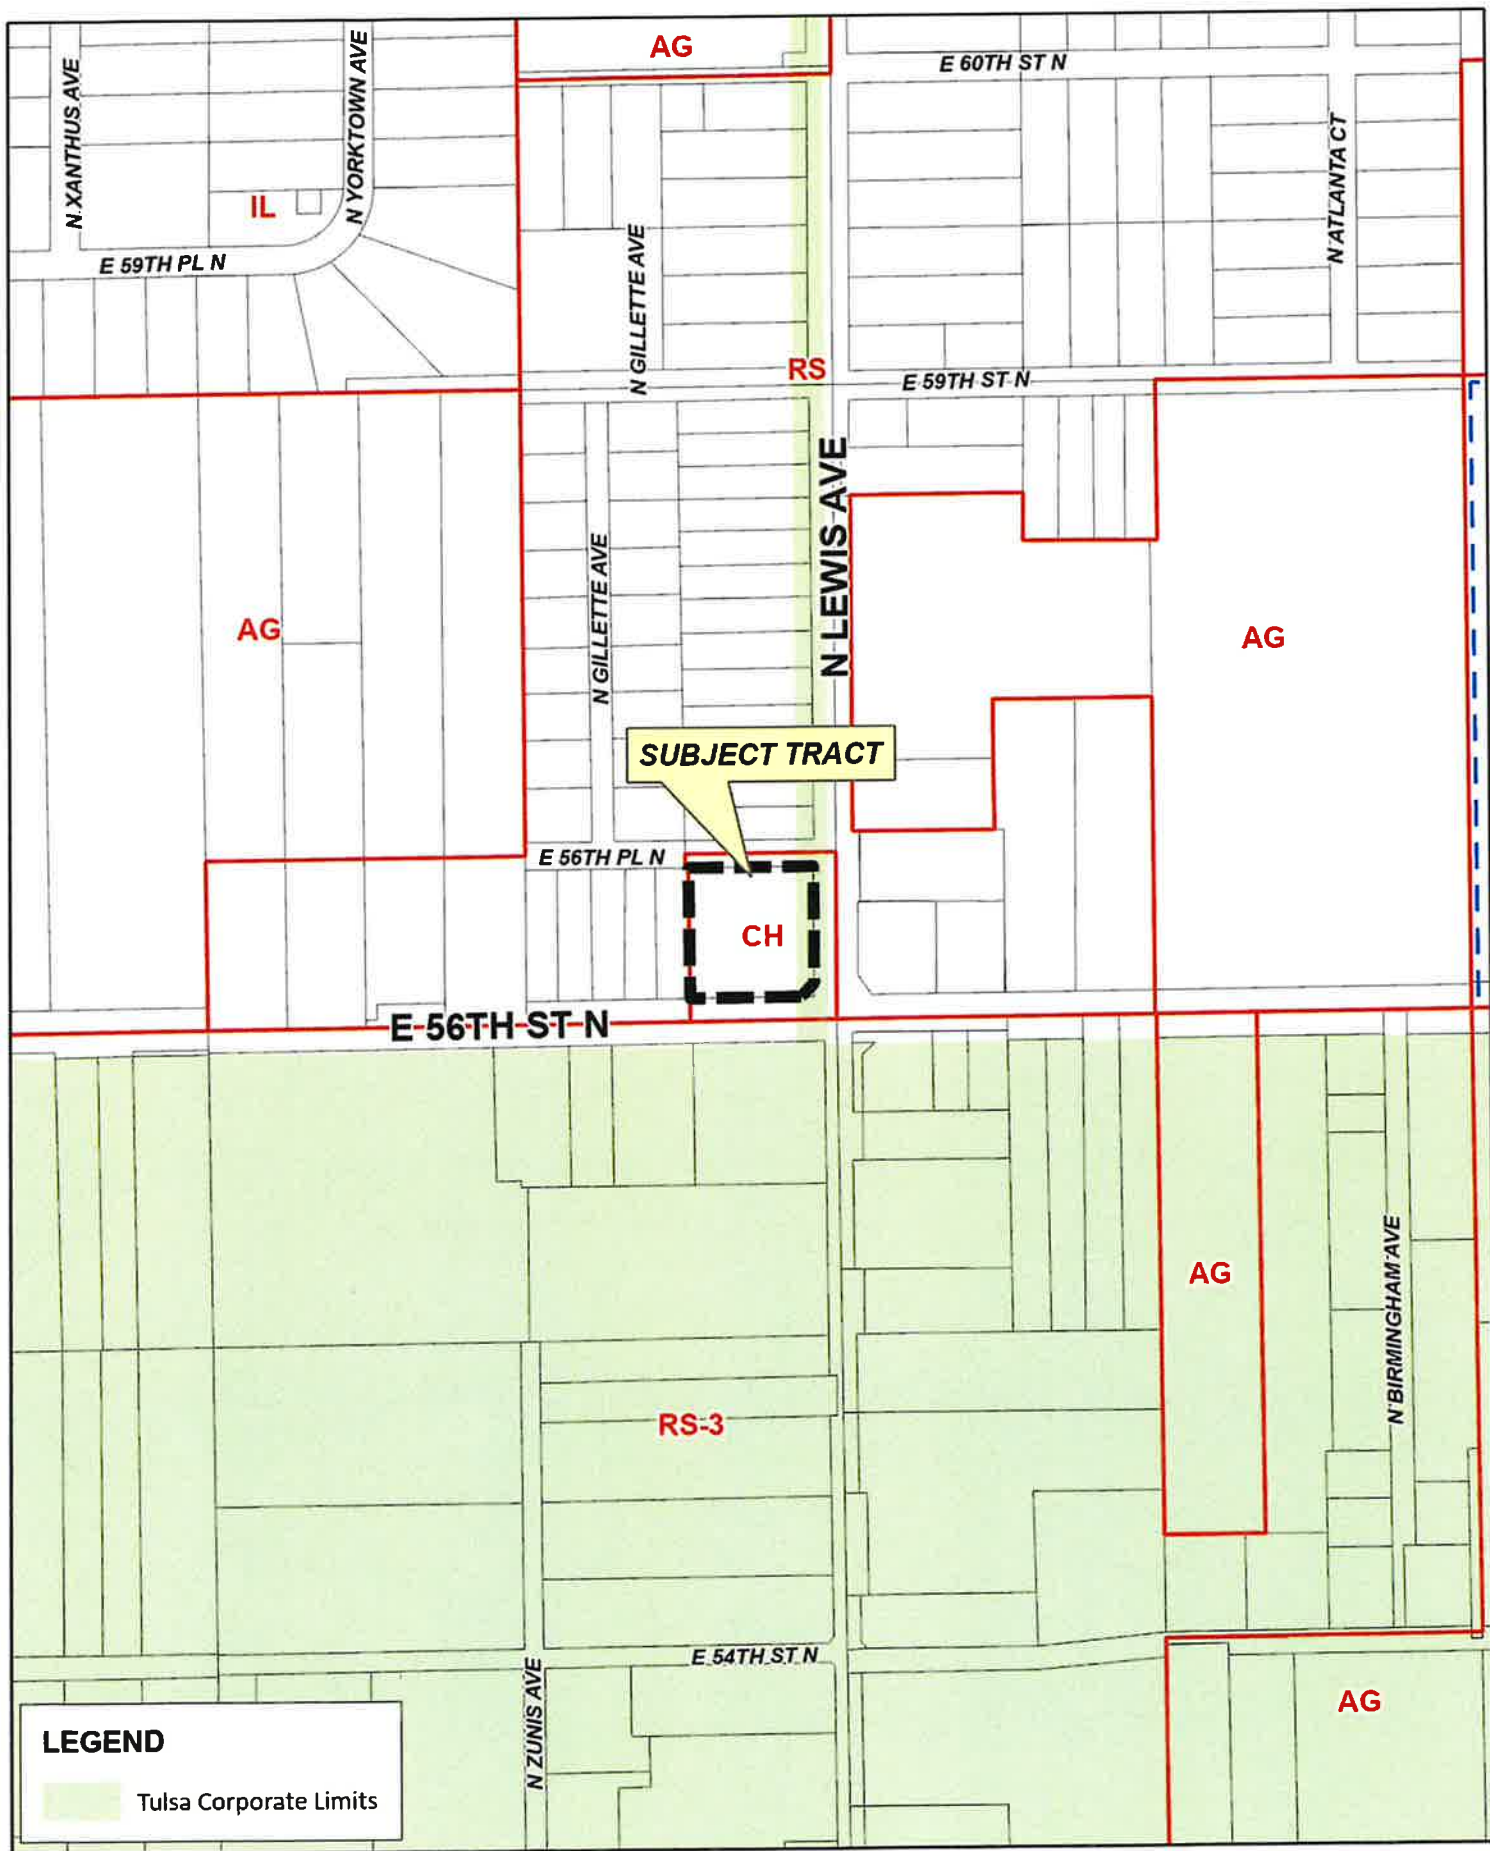 AG
E 60TH ST N
N XANTHUS AVE
N YORKTOWN AVE
N ATLANTA CT
IL
E 59TH PL N
N GILLETTE AVE
RS
E 59TH ST N
N LEWIS AVE
AG
N GILLETTE AVE
AG
SUBJECT TRACT
E 56TH PL N
CH
E 56TH ST N
AG
N BIRMINGHAM AVE
RS-3
E 54TH ST N
N ZUNIS AVE
AG
LEGEND
Tulsa Corporate Limits